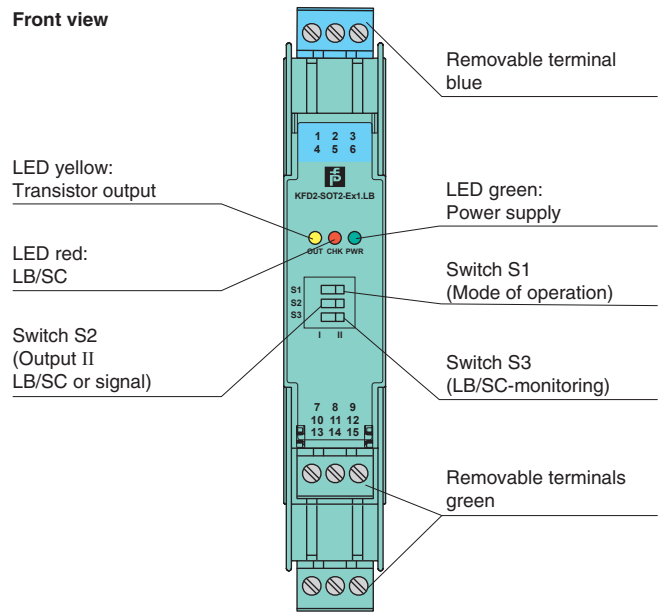 Front view
Removable terminal
blue
1 2 3
4 5 6
KFD2-SOT2-Ex1.LB
LED yellow:
Transistor output
LED green:
Power supply
OUT CHK PWR
LED red:
LB/SC
Switch S1
(Mode of operation)
S1
S2
S3
I II
Switch S2
(Output II
LB/SC or signal)
Switch S3
(LB/SC-monitoring)
7 8 9
10 11 12
13 14 15
Removable terminals
green